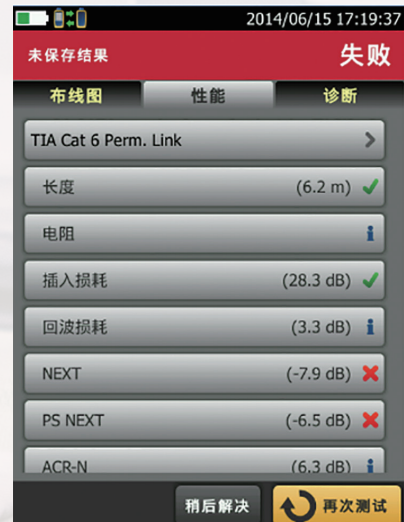 2014/06/15 17:19:37
未保存结果 失败
布线图 性能 诊断
TIA Cat 6 Perm. Link
长度 (6.2 m)
电阻
插入损耗 (28.3 dB)
回波损耗 (3.3 dB)
NEXT (-7.9 dB)
PS NEXT (-6.5 dB)
ACR-N (6.3 dB)
稍后解决 再次测试